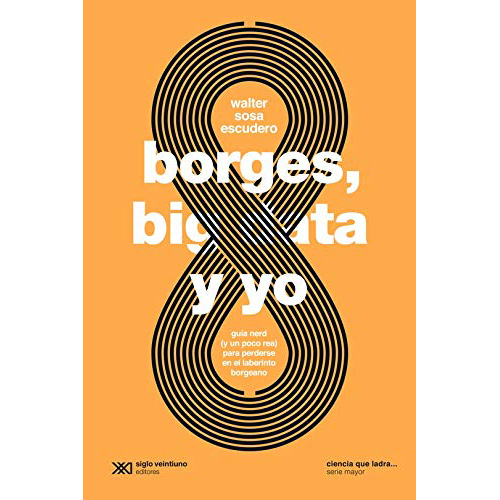 walter
sosa
escudero
borges,
big data
y yo
guía nerd
(y un poco rea)
para perderse
en el laberinto
borgeano
siglo veintiuno
editores
ciencia que ladra...
serie mayor